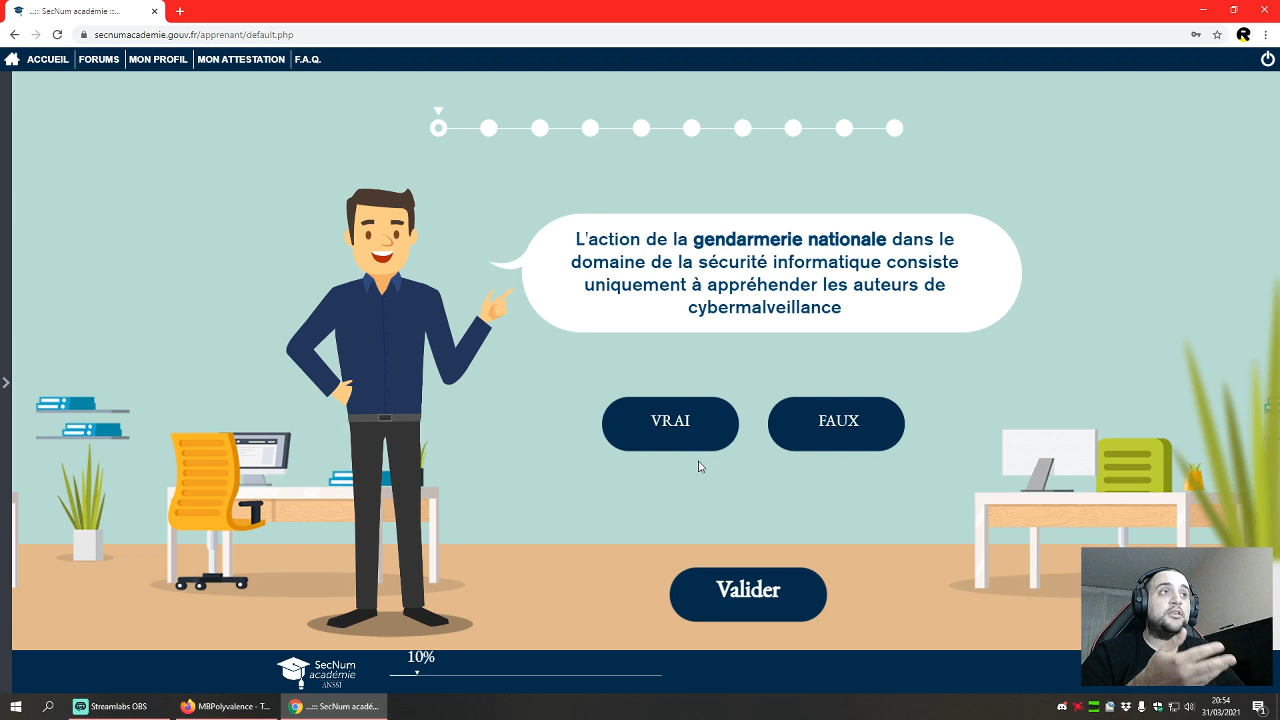 ...:: SecNum académie ::...
secnumacademie.gouv.fr/apprenant/default.php
ACCUEIL FORUMS MON PROFIL MON ATTESTATION F.A.Q.
L'action de la gendarmerie nationale dans le
domaine de la sécurité informatique consiste
uniquement à appréhender les auteurs de
cybermalveillance
VRAI FAUX
Valider
10%
SecNum
académie
ANSSI
Streamlabs OBS MBPolyvalence - T... ...:: SecNum acadé...
20:54
31/03/2021